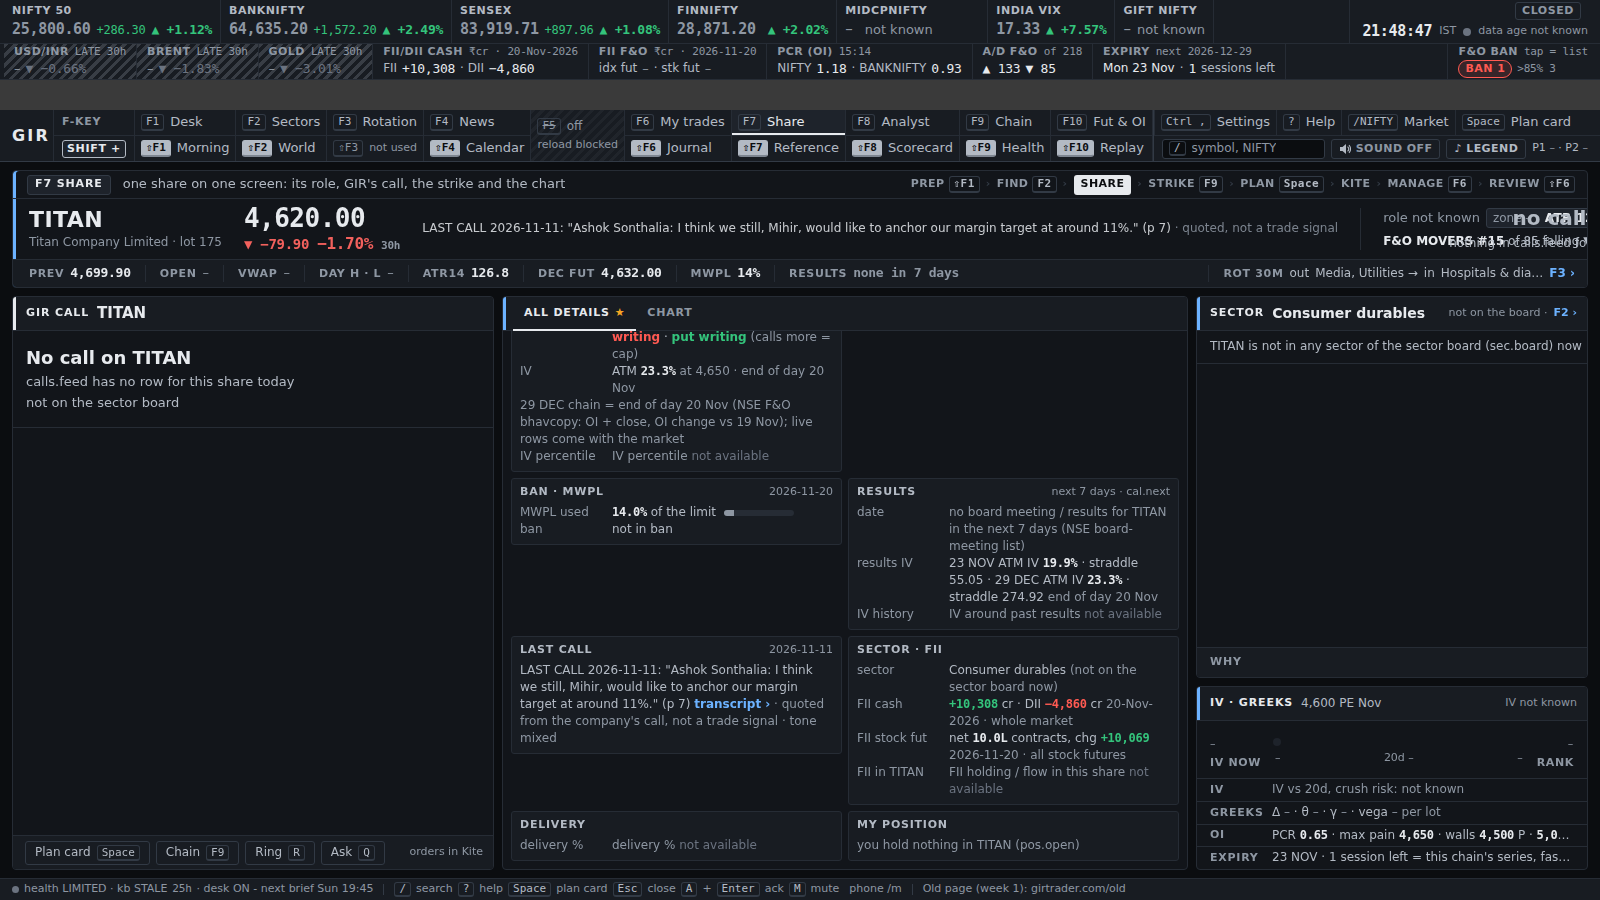 NIFTY 50
25,800.60 +286.30 ▲ +1.12%
BANKNIFTY
64,635.20 +1,572.20 ▲ +2.49%
SENSEX
83,919.71 +897.96 ▲ +1.08%
FINNIFTY
28,871.20 ▲ +2.02%
MIDCPNIFTY
– not known
INDIA VIX
17.33 ▲ +7.57%
GIFT NIFTY
– not known
CLOSED
21:48:47 IST data age not known
USD/INR LATE 30h
– ▼ –0.66%
BRENT LATE 30h
– ▼ –1.83%
GOLD LATE 30h
– ▼ –3.01%
FII/DII CASH ₹cr · 20-Nov-2026
FII +10,308 · DII −4,860
FII F&O ₹cr · 2026-11-20
idx fut – · stk fut –
PCR (OI) 15:14
NIFTY 1.18 · BANKNIFTY 0.93
A/D F&O of 218
▲ 133 ▼ 85
EXPIRY next 2026-12-29
Mon 23 Nov · 1 sessions left
F&O BAN tap = list
BAN 1 >85% 3
GIR
F-KEY
F1 Desk
F2 Sectors
F3 Rotation
F4 News
F5 off
reload blocked
F6 My trades
F7 Share
F8 Analyst
F9 Chain
F10 Fut & OI
Ctrl , Settings
? Help
/NIFTY Market
Space Plan card
SHIFT +
⇧F1 Morning
⇧F2 World
⇧F3 not used
⇧F4 Calendar
⇧F6 Journal
⇧F7 Reference
⇧F8 Scorecard
⇧F9 Health
⇧F10 Replay
/ symbol, NIFTY
SOUND OFF
♪ LEGEND
P1 – · P2 –
F7 SHARE one share on one screen: its role, GIR's call, the strike and the chart
PREP ⇧F1 › FIND F2 › SHARE › STRIKE F9 › PLAN Space › KITE › MANAGE F6 › REVIEW ⇧F6
TITAN
Titan Company Limited · lot 175
4,620.00
▼ −79.90 −1.70% 30h
LAST CALL 2026-11-11: "Ashok Sonthalia: I think we still, Mihir, would like to anchor our margin target at around 11%." (p 7) · quoted, not a trade signal
role not known
no call
F&O MOVERS #15
PREV 4,699.90
OPEN –
VWAP –
DAY H · L –
ATR14 126.8
DEC FUT 4,632.00
MWPL 14%
RESULTS none in 7 days
ROT 30M out Media, Utilities → in Hospitals & dia… F3 ›
GIR CALL TITAN
No call on TITAN
calls.feed has no row for this share today
not on the sector board
Plan card Space
Chain F9
Ring R
Ask Q
orders in Kite
ALL DETAILS ★
CHART
writing · put writing (calls more =
cap)
IV ATM 23.3% at 4,650 · end of day 20
Nov
29 DEC chain = end of day 20 Nov (NSE F&O
bhavcopy: OI + close, OI change vs 19 Nov); live
rows come with the market
IV percentile IV percentile not available
BAN · MWPL 2026-11-20
MWPL used 14.0% of the limit
ban not in ban
RESULTS next 7 days · cal.next
date no board meeting / results for TITAN
in the next 7 days (NSE board-
meeting list)
results IV 23 NOV ATM IV 19.9% · straddle
55.05 · 29 DEC ATM IV 23.3% ·
straddle 274.92 end of day 20 Nov
IV history IV around past results not available
LAST CALL 2026-11-11
LAST CALL 2026-11-11: "Ashok Sonthalia: I think
we still, Mihir, would like to anchor our margin
target at around 11%." (p 7) transcript › · quoted
from the company's call, not a trade signal · tone
mixed
SECTOR · FII
sector Consumer durables (not on the
sector board now)
FII cash +10,308 cr · DII −4,860 cr 20-Nov-
2026 · whole market
FII stock fut net 10.0L contracts, chg +10,069
2026-11-20 · all stock futures
FII in TITAN FII holding / flow in this share not
available
DELIVERY
delivery % delivery % not available
MY POSITION
you hold nothing in TITAN (pos.open)
SECTOR Consumer durables not on the board · F2 ›
TITAN is not in any sector of the sector board (sec.board) now
WHY
IV · GREEKS 4,600 PE Nov IV not known
– –
– 20d – –
IV NOW RANK
IV IV vs 20d, crush risk: not known
GREEKS Δ – · θ – · γ – · vega – per lot
OI PCR 0.65 · max pain 4,650 · walls 4,500 P · 5,0…
EXPIRY 23 NOV · 1 session left = this chain's series, fas…
health LIMITED · kb STALE 25h · desk ON - next brief Sun 19:45 / search ? help Space plan card Esc close A + Enter ack M mute phone /m Old page (week 1): girtrader.com/old